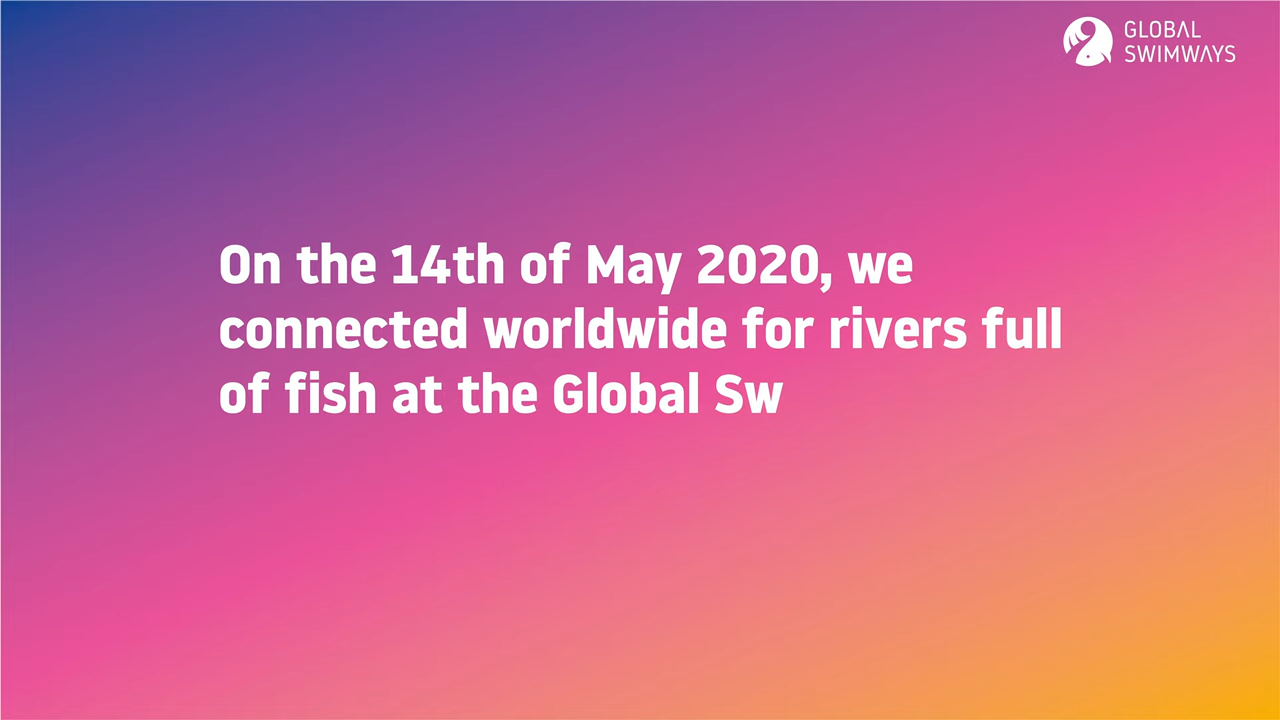 GLOBAL
SWIMWAYS
On the 14th of May 2020, we
connected worldwide for rivers full
of fish at the Global Sw